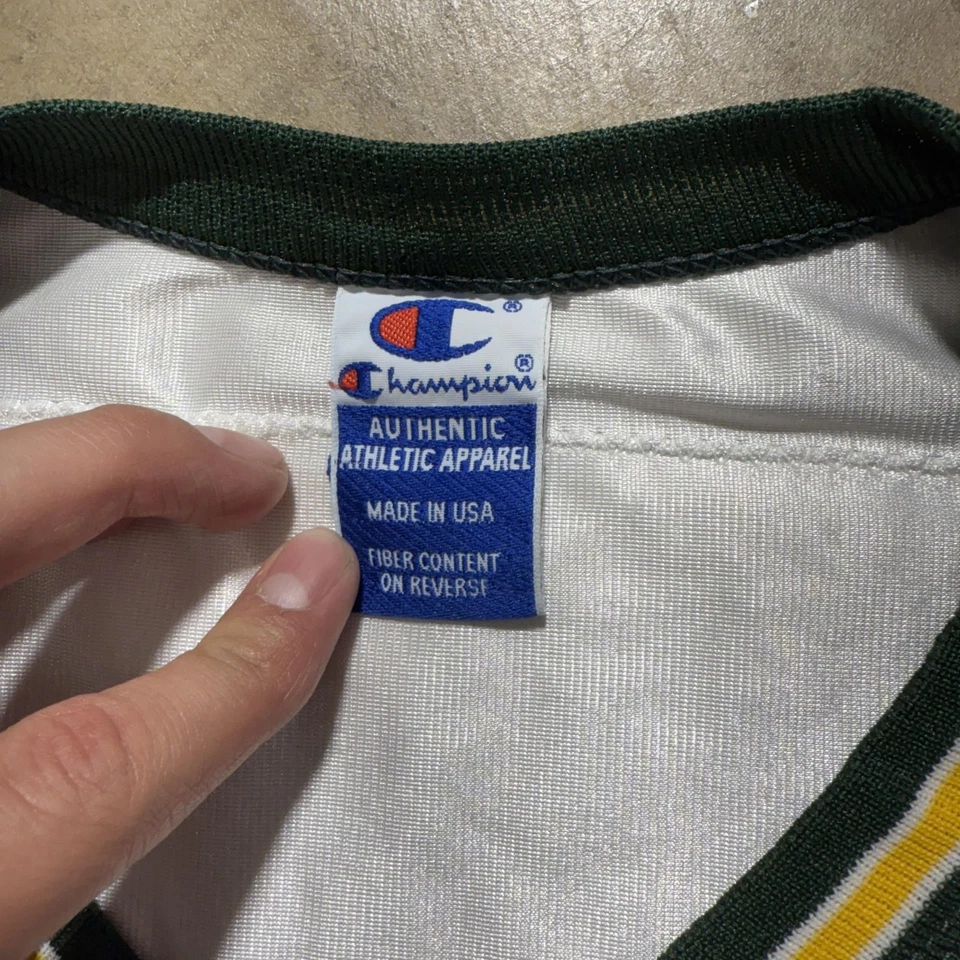 ®
Champion®
AUTHENTIC
ATHLETIC APPAREL
MADE IN USA
FIBER CONTENT
ON REVERSE